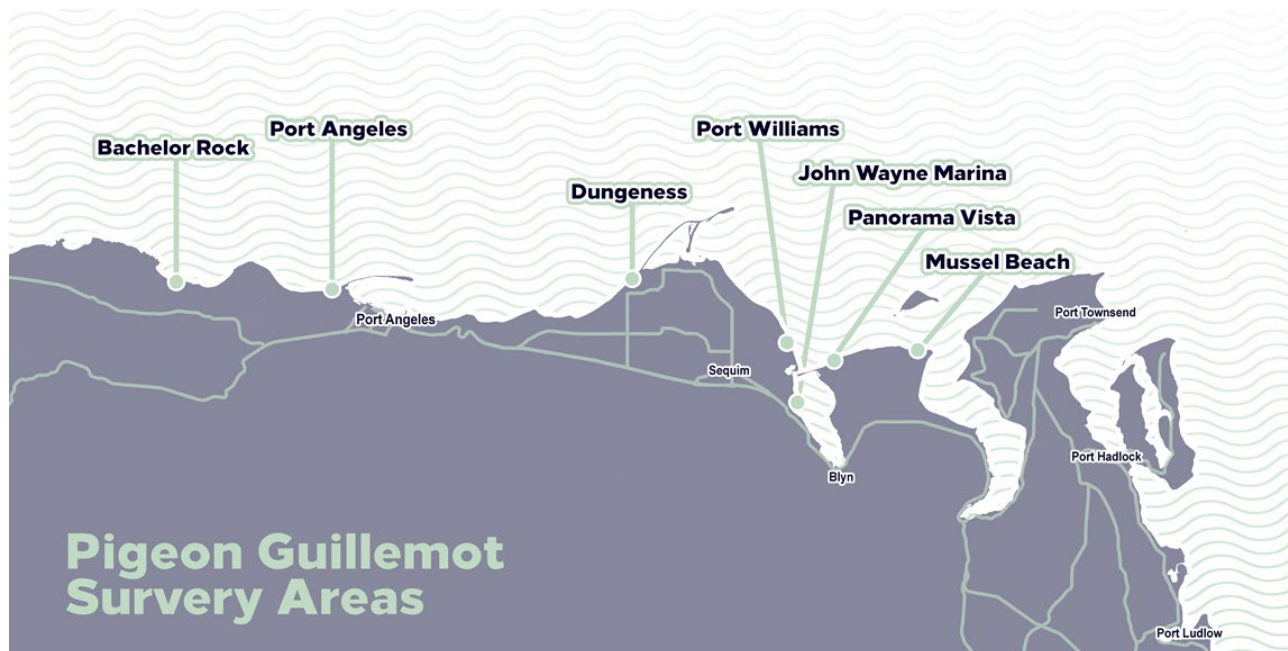 Port Angeles
Bachelor Rock
Port Williams
John Wayne Marina
Dungeness
Panorama Vista
Mussel Beach
Port Angeles
Port Townsend
Sequim
Port Hadlock
Blyn
Pigeon Guillemot
Survery Areas
Port Ludlow